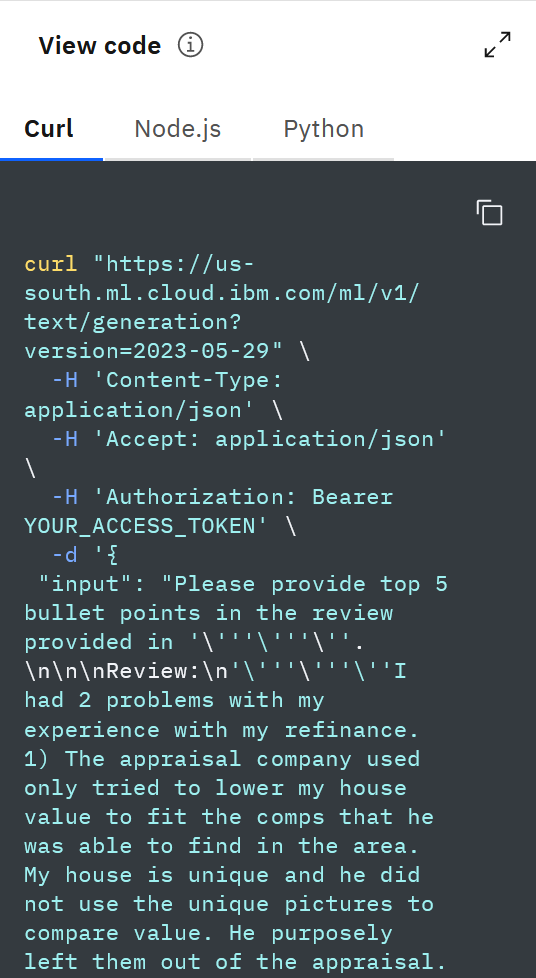 View code
Curl Node.js Python
curl "https://us-
south.ml.cloud.ibm.com/ml/v1/
text/generation?
version=2023-05-29" \
-H 'Content-Type:
application/json' \
-H 'Accept: application/json'
\
-H 'Authorization: Bearer
YOUR_ACCESS_TOKEN' \
-d '{
"input": "Please provide top 5
bullet points in the review
provided in '\'''\'''\''.
\n\n\nReview:\n'\'''\'''\''I
had 2 problems with my
experience with my refinance.
1) The appraisal company used
only tried to lower my house
value to fit the comps that he
was able to find in the area.
My house is unique and he did
not use the unique pictures to
compare value. He purposely
left them out of the appraisal.